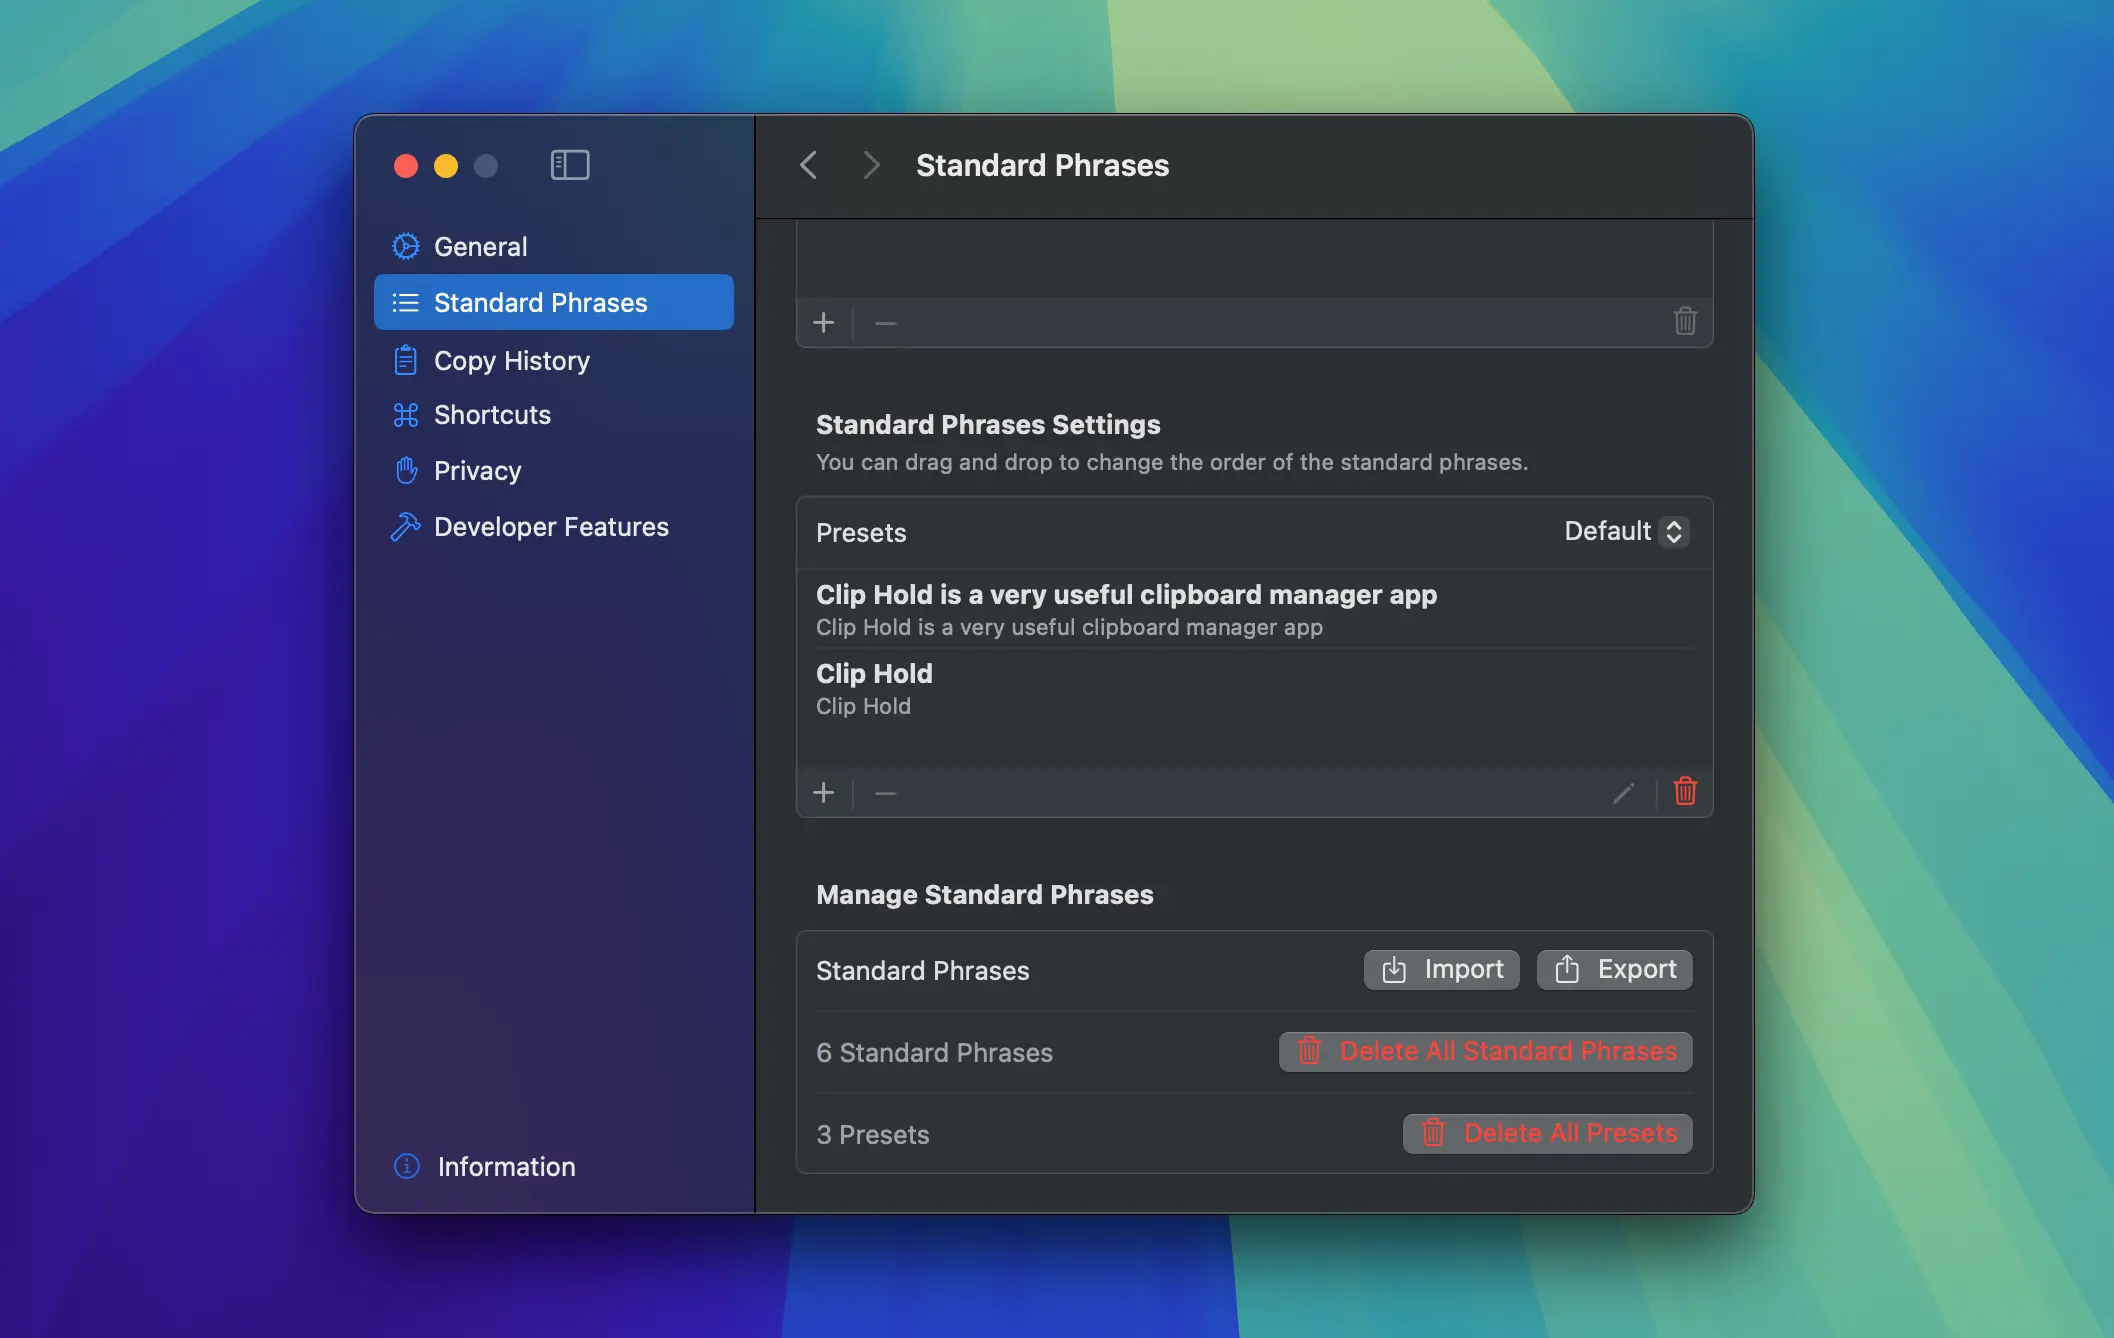 General
Standard Phrases
Copy History
Shortcuts
Privacy
Developer Features
Information
Standard Phrases
Standard Phrases Settings
You can drag and drop to change the order of the standard phrases.
Presets
Default
Clip Hold is a very useful clipboard manager app
Clip Hold is a very useful clipboard manager app
Clip Hold
Clip Hold
Manage Standard Phrases
Standard Phrases
Import
Export
6 Standard Phrases
Delete All Standard Phrases
3 Presets
Delete All Presets